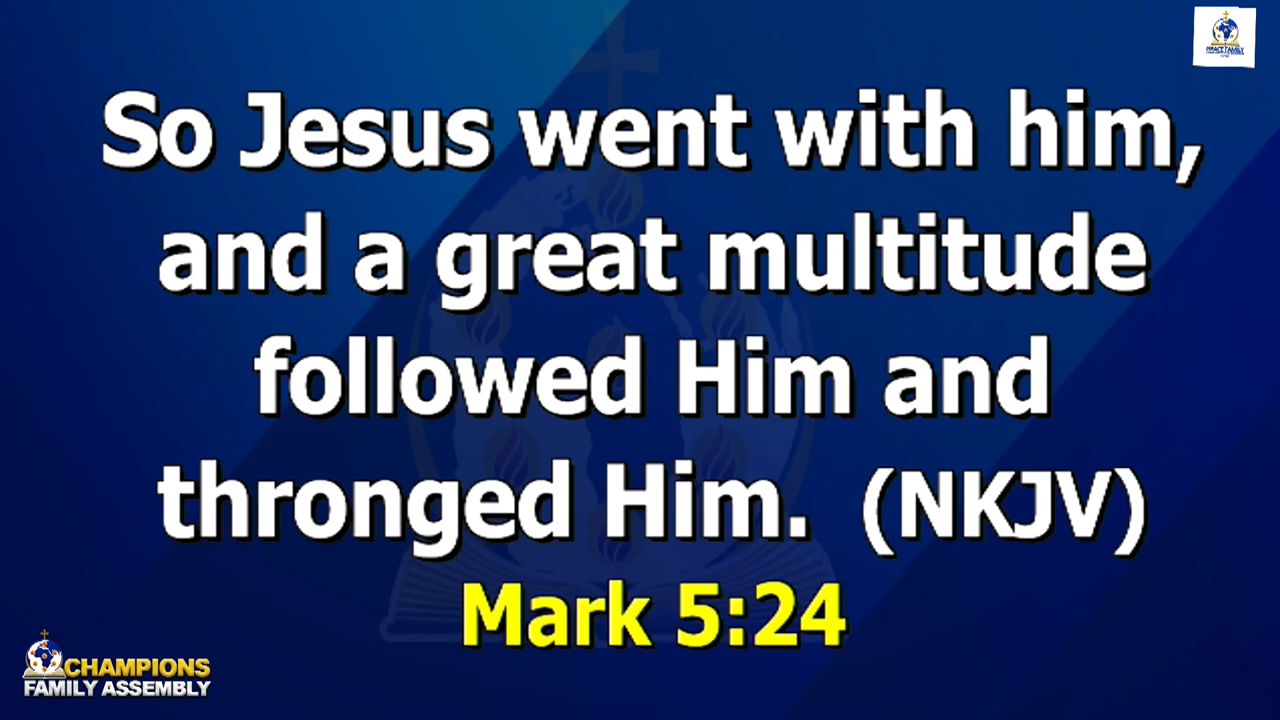 So Jesus went with him,
and a great multitude
followed Him and
thronged Him.  (NKJV)
Mark 5:24
CHAMPIONS
FAMILY ASSEMBLY